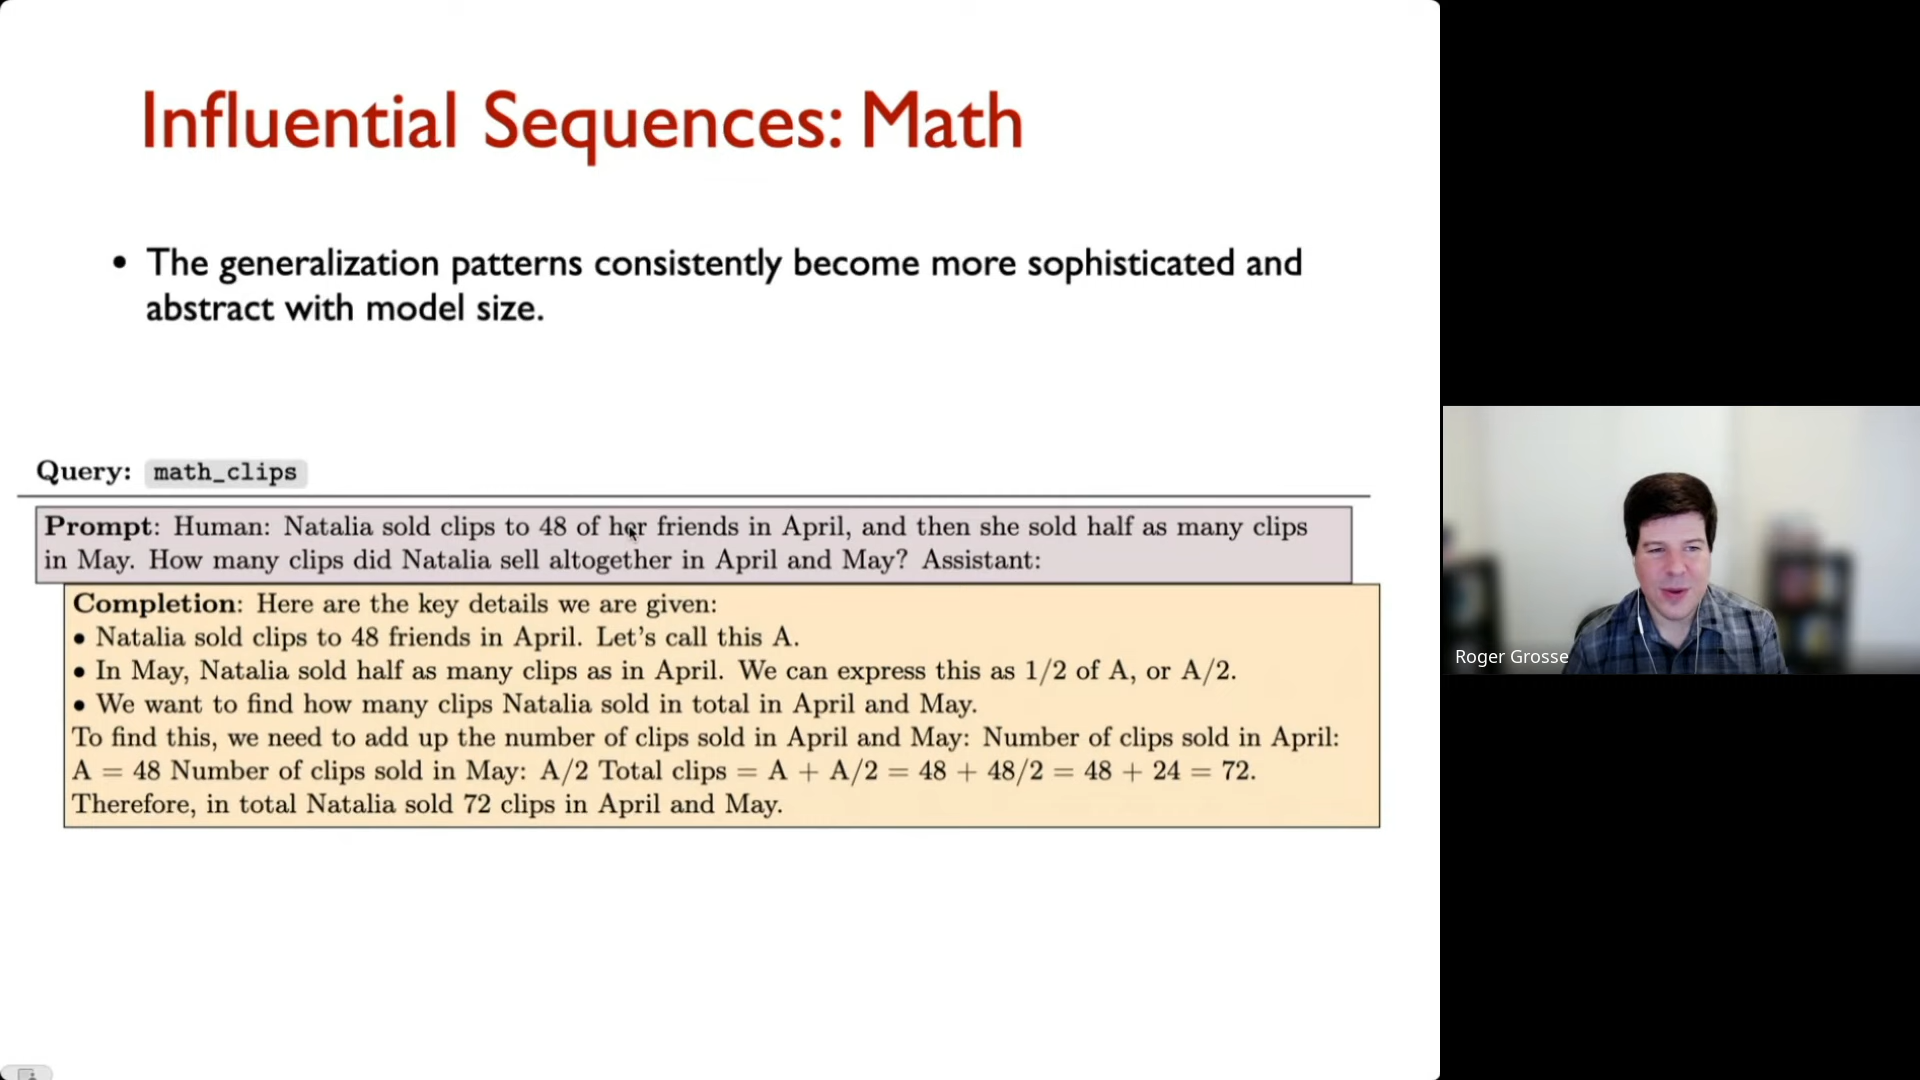 Influential Sequences: Math
• The generalization patterns consistently become more sophisticated and
abstract with model size.
Query: math_clips
Prompt: Human: Natalia sold clips to 48 of her friends in April, and then she sold half as many clips
in May. How many clips did Natalia sell altogether in April and May? Assistant:
Completion: Here are the key details we are given:
• Natalia sold clips to 48 friends in April. Let's call this A.
• In May, Natalia sold half as many clips as in April. We can express this as 1/2 of A, or A/2.
• We want to find how many clips Natalia sold in total in April and May.
To find this, we need to add up the number of clips sold in April and May: Number of clips sold in April:
A = 48 Number of clips sold in May: A/2 Total clips = A + A/2 = 48 + 48/2 = 48 + 24 = 72.
Therefore, in total Natalia sold 72 clips in April and May.
Roger Grosse